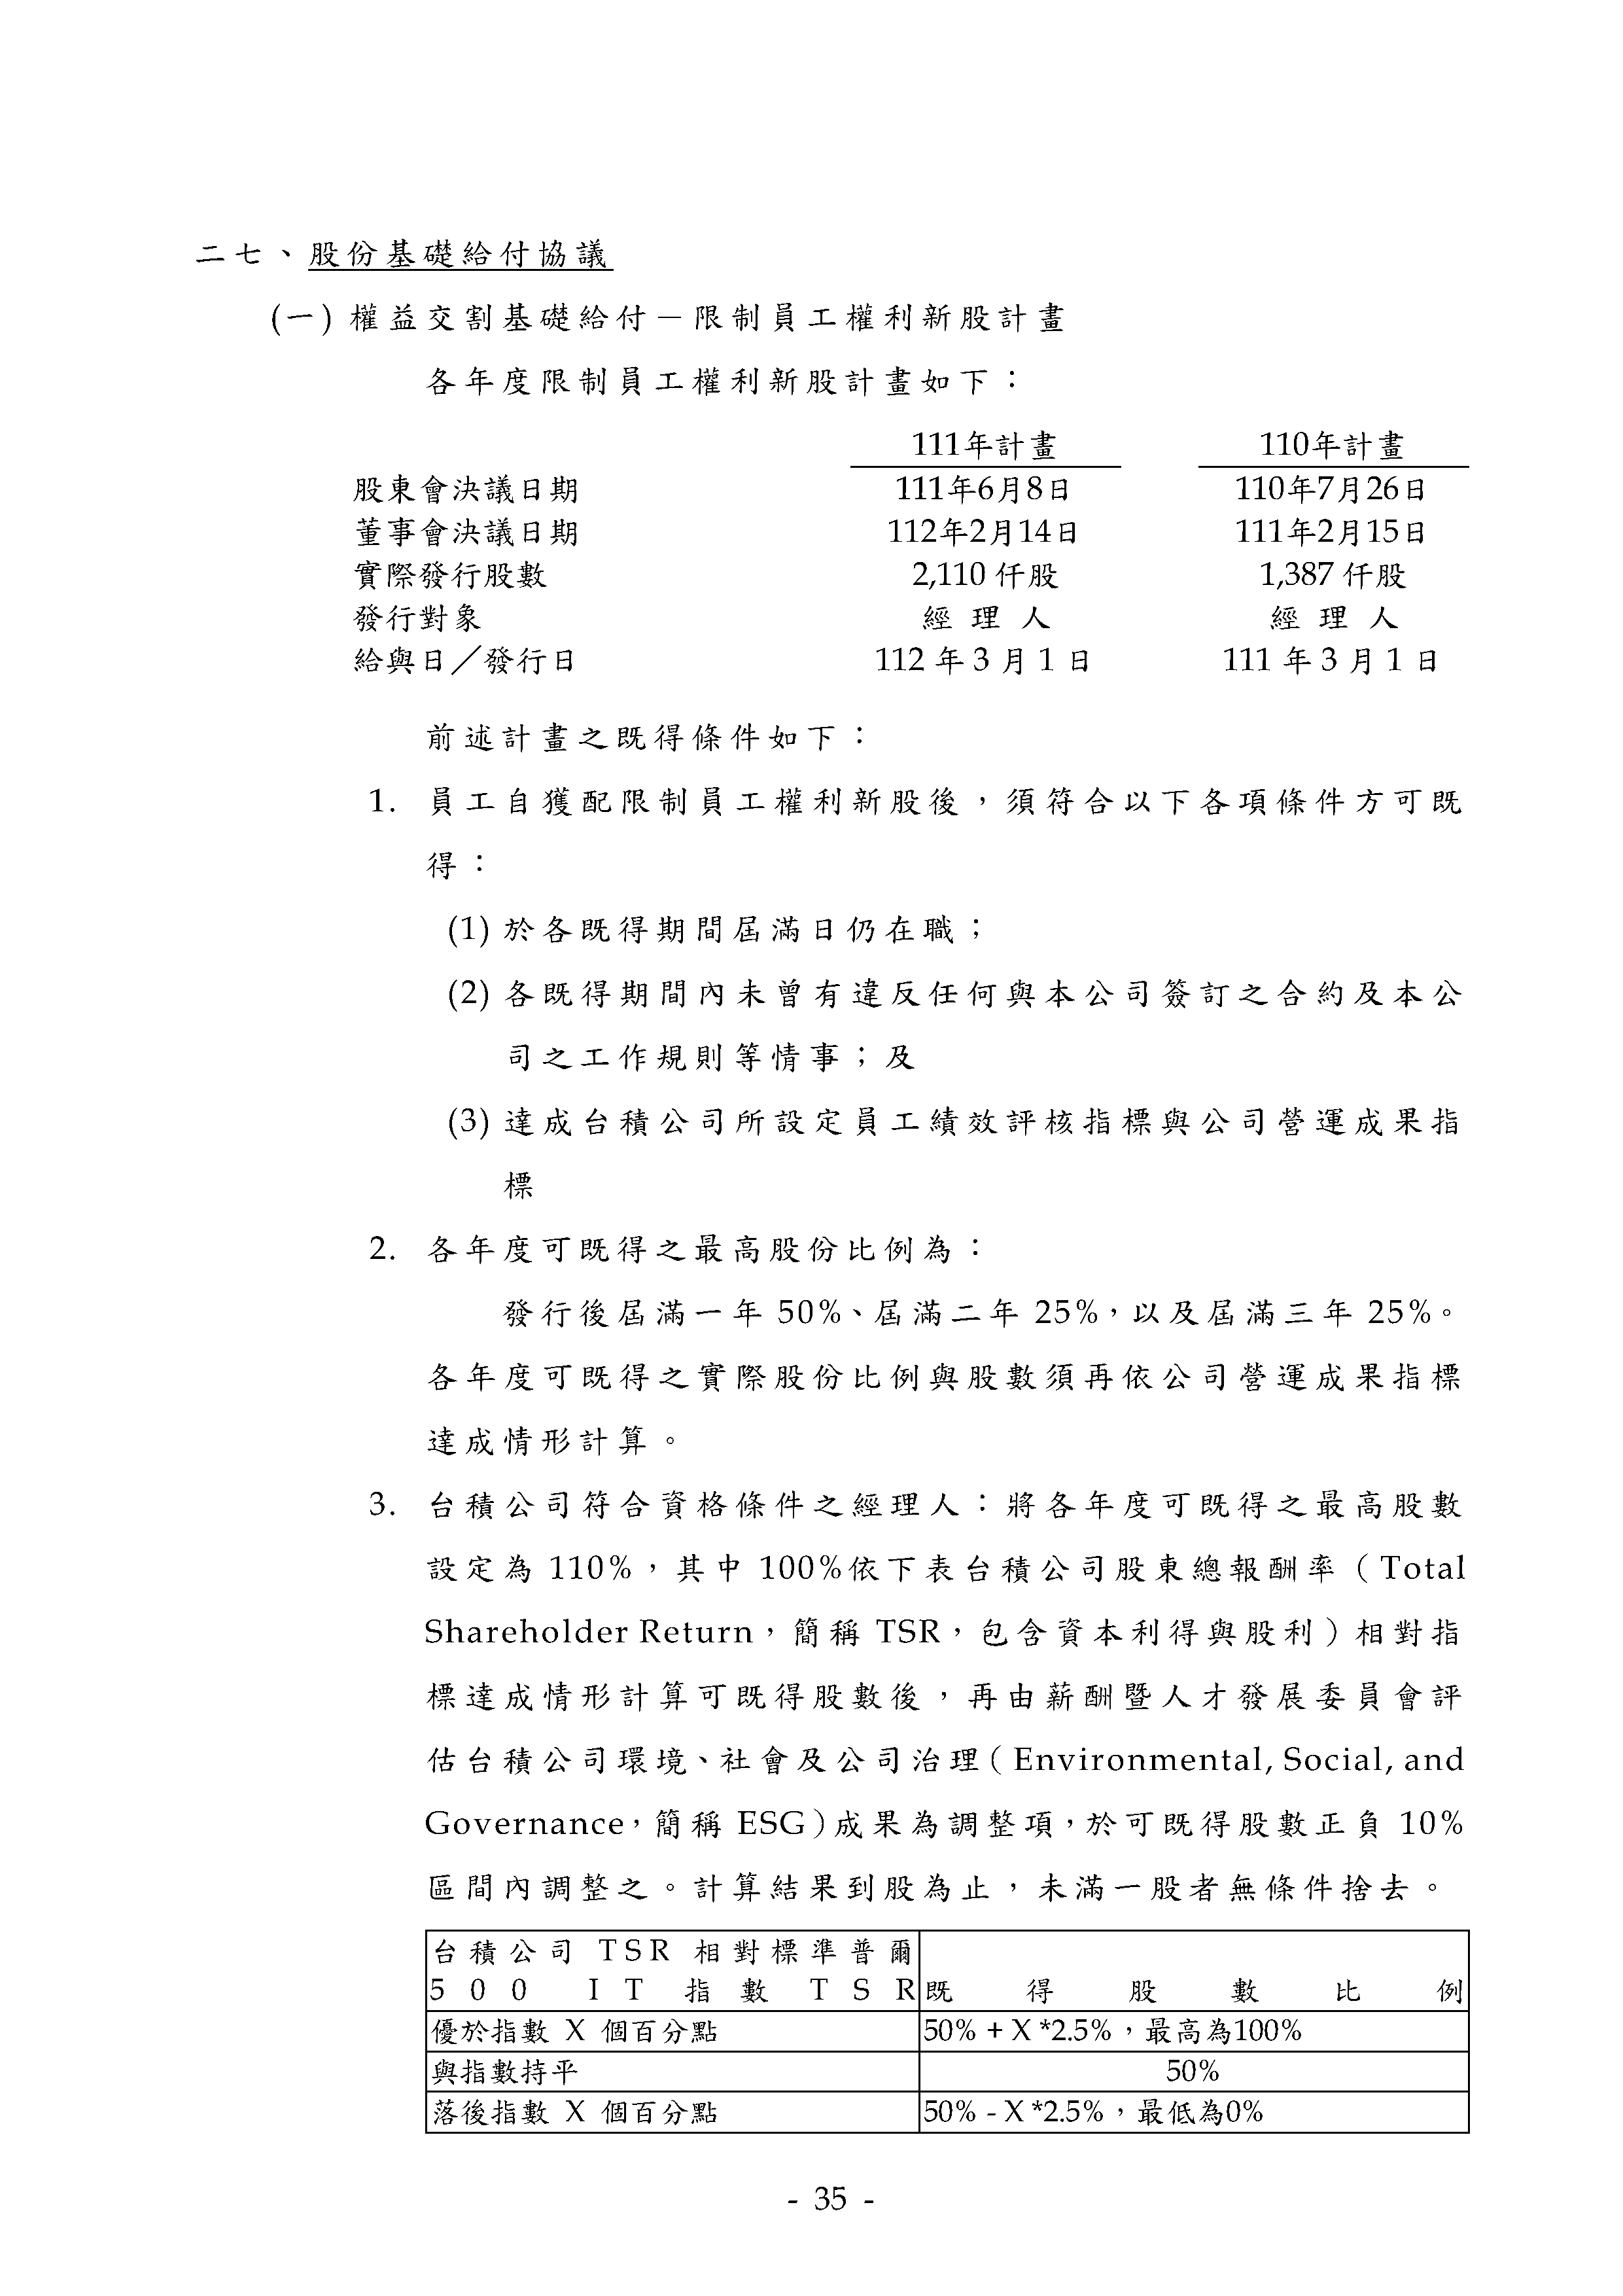 二七、股份基礎給付協議
(一) 權益交割基礎給付－限制員工權利新股計畫
各年度限制員工權利新股計畫如下：
111年計畫 110年計畫
股東會決議日期 111年6月8日 110年7月26日
董事會決議日期 112年2月14日 111年2月15日
實際發行股數 2,110 仟股 1,387 仟股
發行對象 經理人 經理人
給與日／發行日 112 年 3 月 1 日 111 年 3 月 1 日
前述計畫之既得條件如下：
1. 員工自獲配限制員工權利新股後，須符合以下各項條件方可既
得：
(1) 於各既得期間屆滿日仍在職；
(2) 各既得期間內未曾有違反任何與本公司簽訂之合約及本公
司之工作規則等情事；及
(3) 達成台積公司所設定員工績效評核指標與公司營運成果指
標
2. 各年度可既得之最高股份比例為：
發行後屆滿一年 50%、屆滿二年 25%，以及屆滿三年 25%。
各年度可既得之實際股份比例與股數須再依公司營運成果指標
達成情形計算。
3. 台積公司符合資格條件之經理人：將各年度可既得之最高股數
設定為 110%，其中 100%依下表台積公司股東總報酬率（Total
Shareholder Return，簡稱 TSR，包含資本利得與股利）相對指
標達成情形計算可既得股數後，再由薪酬暨人才發展委員會評
估台積公司環境、社會及公司治理（Environmental, Social, and
Governance，簡稱 ESG）成果為調整項，於可既得股數正負 10%
區間內調整之。計算結果到股為止，未滿一股者無條件捨去。
台積公司 TSR 相對標準普爾
500 IT 指數 TSR 既得股數比例
優於指數 X 個百分點 50% + X *2.5%，最高為100%
與指數持平 50%
落後指數 X 個百分點 50% - X *2.5%，最低為0%
- 35 -